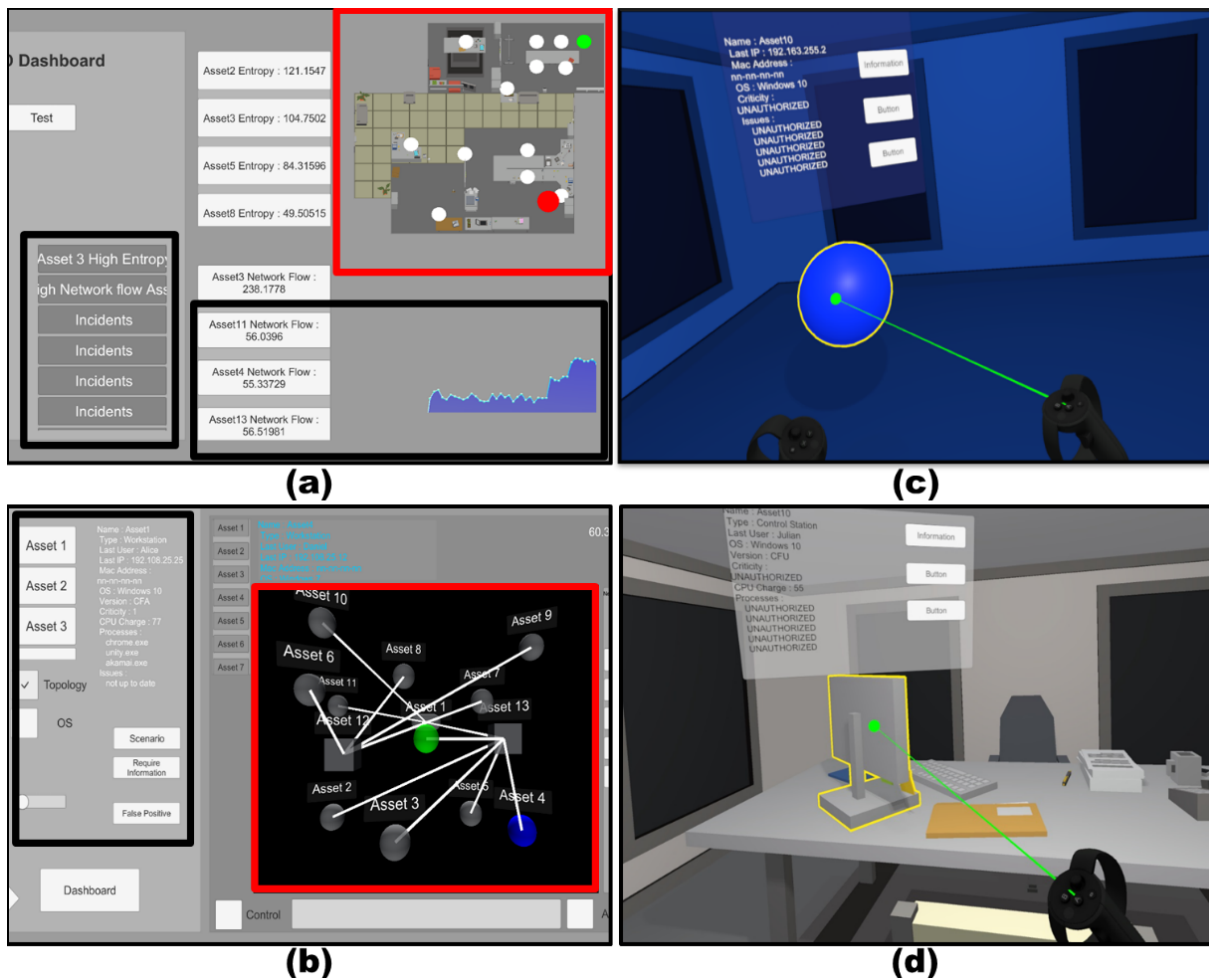 Dashboard
Test
Asset2 Entropy : 121.1547
Asset3 Entropy : 104.7502
Asset5 Entropy : 84.31596
Asset8 Entropy : 49.50515
Asset 3 High Entropy
igh Network flow Ass
Incidents
Incidents
Incidents
Incidents
Asset3 Network Flow :
238.1778
Asset11 Network Flow :
56.0396
Asset4 Network Flow :
55.33729
Asset13 Network Flow :
56.51981
(a)
Name : Asset10
Last IP : 192.163.255.2
Mac Address :
nn-nn-nn-nn
OS : Windows 10
Criticity :
UNAUTHORIZED
Issues :
UNAUTHORIZED
UNAUTHORIZED
UNAUTHORIZED
UNAUTHORIZED
UNAUTHORIZED
Information
Button
Button
(c)
Asset 1
Asset 2
Asset 3
Topology
OS
Name : Asset1
Type : Workstation
Last User : Alice
Last IP : 192.108.25.25
Mac Address :
nn-nn-nn-nn
OS : Windows 10
Version : CFA
Criticity : 1
CPU Charge : 77
Processes :
chrome.exe
unity.exe
akamai.exe
Issues :
not up to date
Scenario
Require
Information
False Positive
Dashboard
Asset 1
Asset 2
Asset 3
Asset 4
Asset 5
Asset 6
Asset 7
60.3
Asset 10
Asset 9
Asset 6
Asset 8
Asset 7
Asset 11
Asset 1
Asset 13
Asset 12
Asset 2
Asset 3
Asset 5
Asset 4
Control
A
(b)
Name : Asset10
Type : Control Station
Last User : Julian
OS : Windows 10
Version : CFU
Criticity :
UNAUTHORIZED
CPU Charge : 55
Processes :
UNAUTHORIZED
UNAUTHORIZED
UNAUTHORIZED
UNAUTHORIZED
Information
Button
Button
(d)